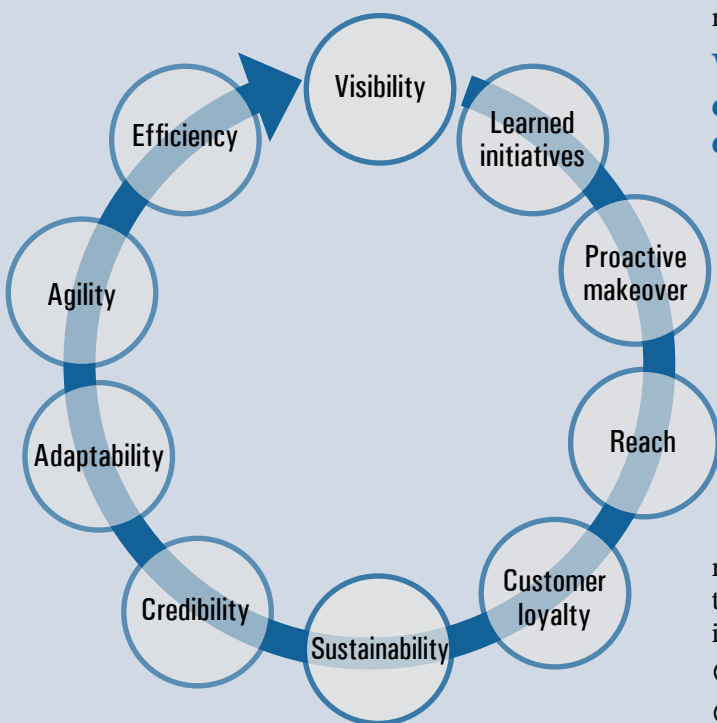 Visibility
Learned
initiatives
Proactive
makeover
Reach
Customer
loyalty
Sustainability
Credibility
Adaptability
Agility
Efficiency